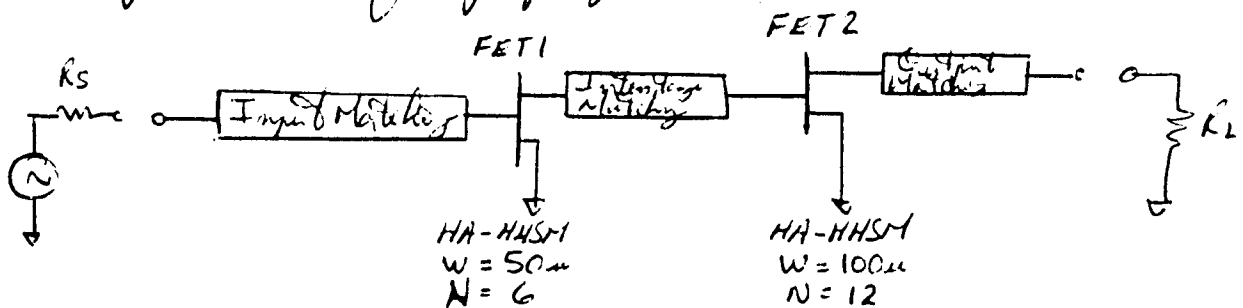 FET1
FET2
RS
Input Matching
Interstage Matching
Output Matching
RL
HA-HHSM
W = 50u
N = 6
HA-HHSM
W = 100u
N = 12